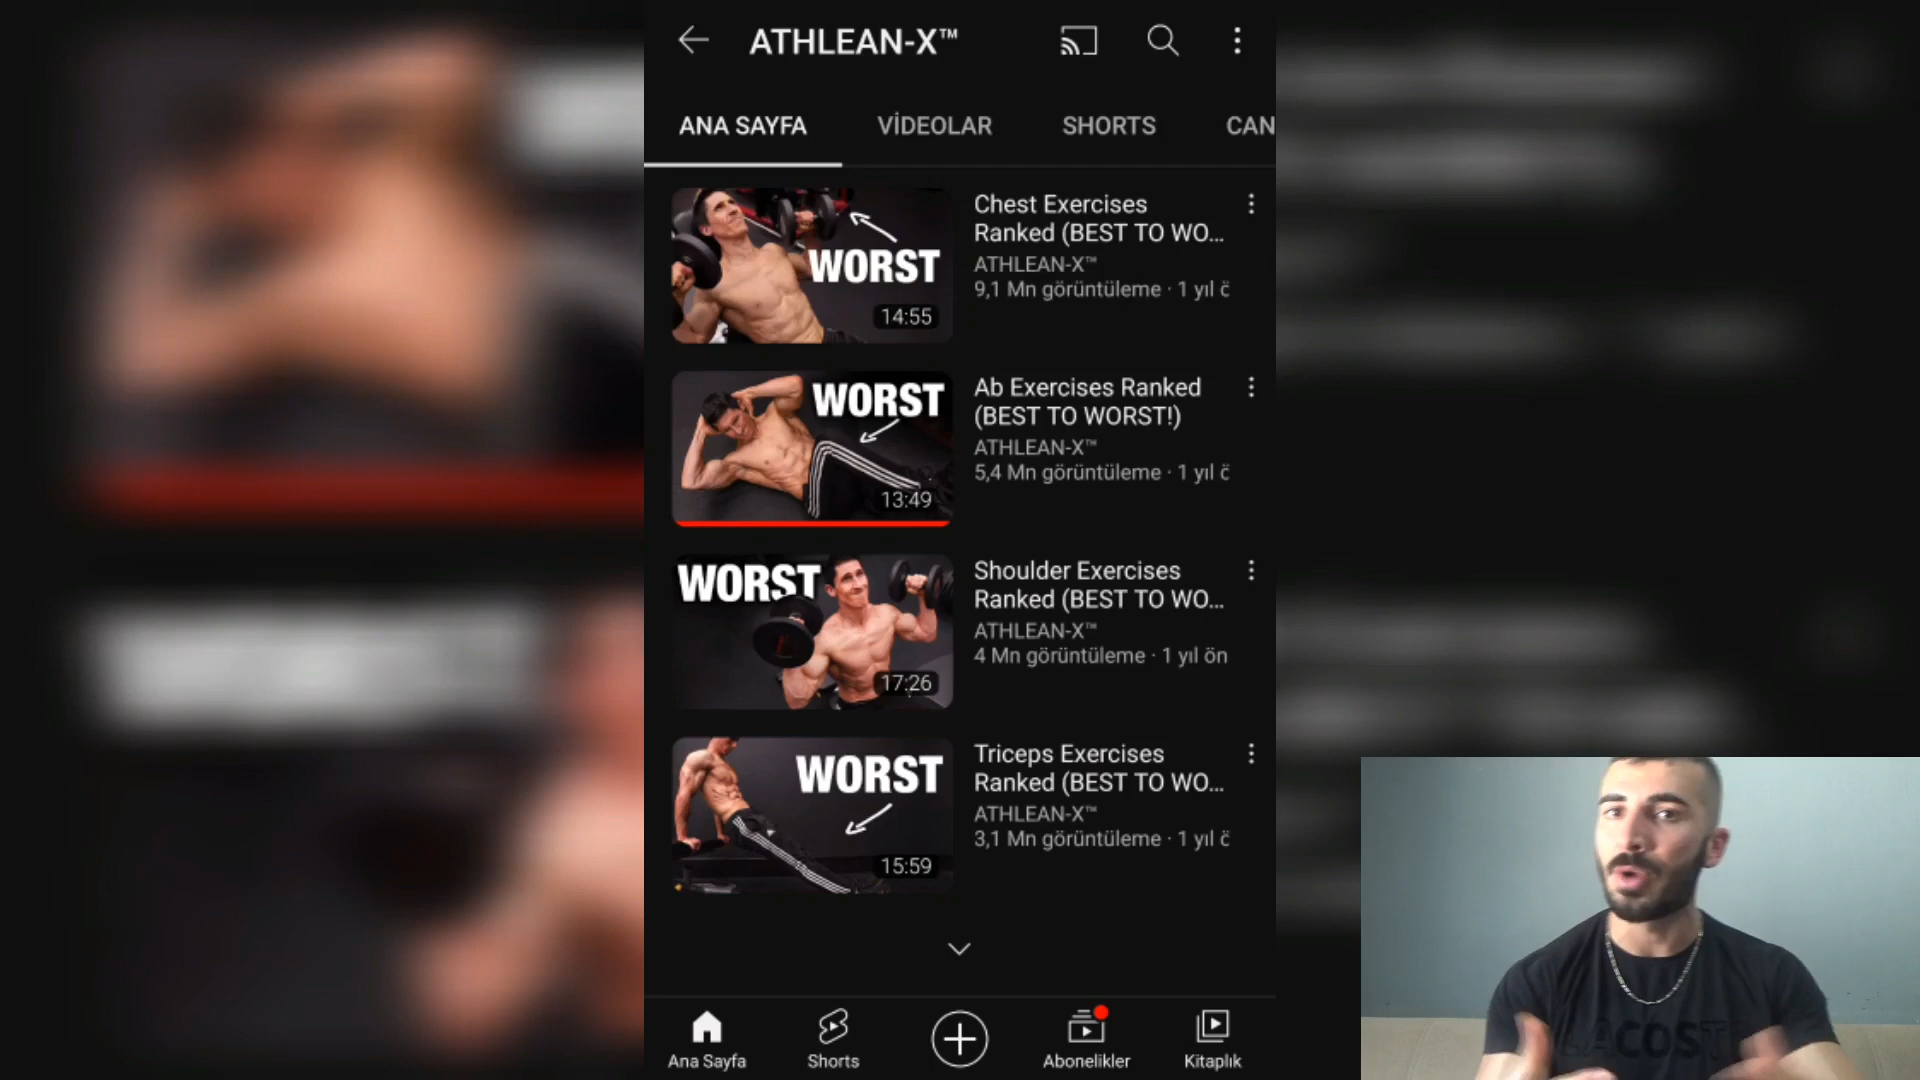 ATHLEAN-X™
ANA SAYFA
VİDEOLAR
SHORTS
CAN
WORST
14:55
Chest Exercises
Ranked (BEST TO WO...
ATHLEAN-X™
9,1 Mn görüntüleme · 1 yıl
WORST
13:49
Ab Exercises Ranked
(BEST TO WORST!)
ATHLEAN-X™
5,4 Mn görüntüleme · 1 yıl
WORST
17:26
Shoulder Exercises
Ranked (BEST TO WO...
ATHLEAN-X™
4 Mn görüntüleme · 1 yıl ön
WORST
15:59
Triceps Exercises
Ranked (BEST TO WO...
ATHLEAN-X™
3,1 Mn görüntüleme · 1 yıl
Ana Sayfa
Shorts
Abonelikler
Kitaplık
LACOSTE